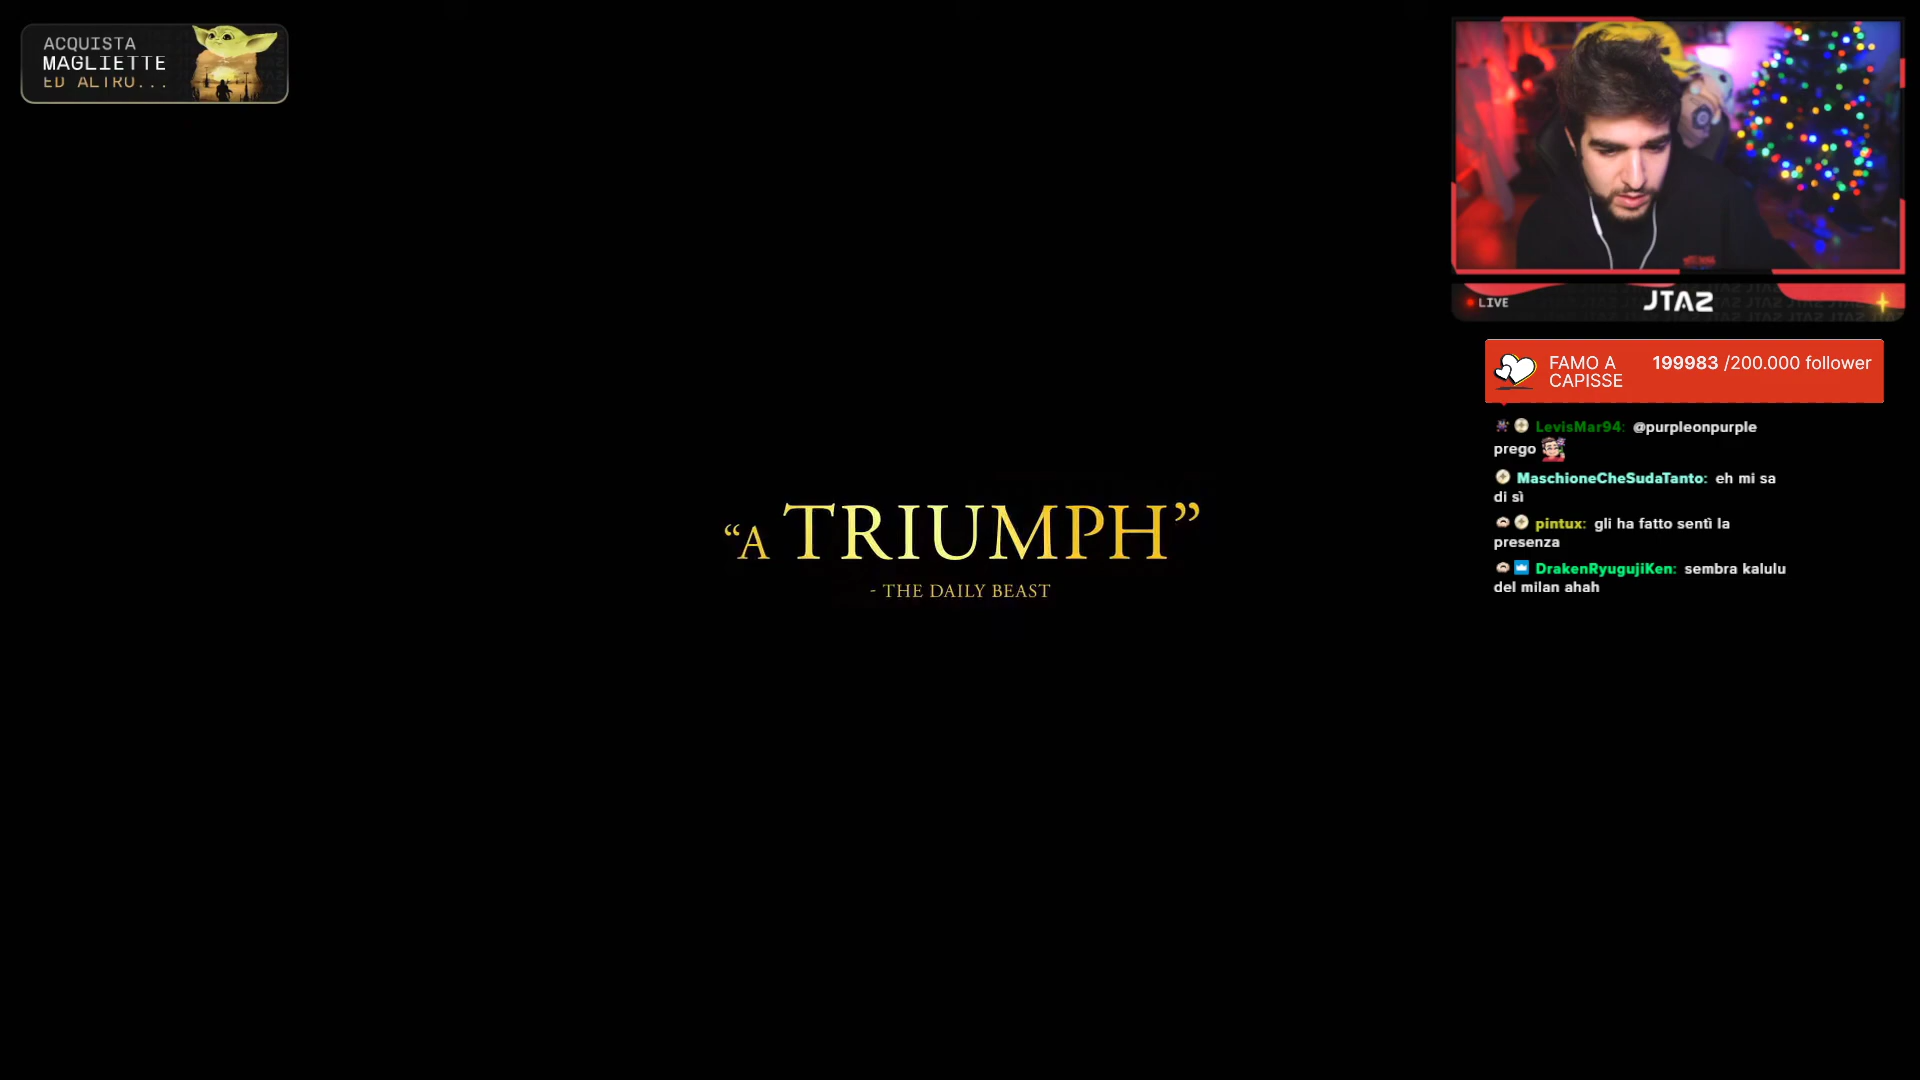 ACQUISTA
MAGLIETTE
ED ALTRO...
“A TRIUMPH”
- THE DAILY BEAST
LIVE
JTAZ
FAMO A
CAPISSE
199983 /200.000 follower
LevisMar94: @purpleonpurple
prego
MaschioneCheSudaTanto: eh mi sa
di sì
pintux: gli ha fatto sentì la
presenza
DrakenRyugujiKen: sembra kalulu
del milan ahah